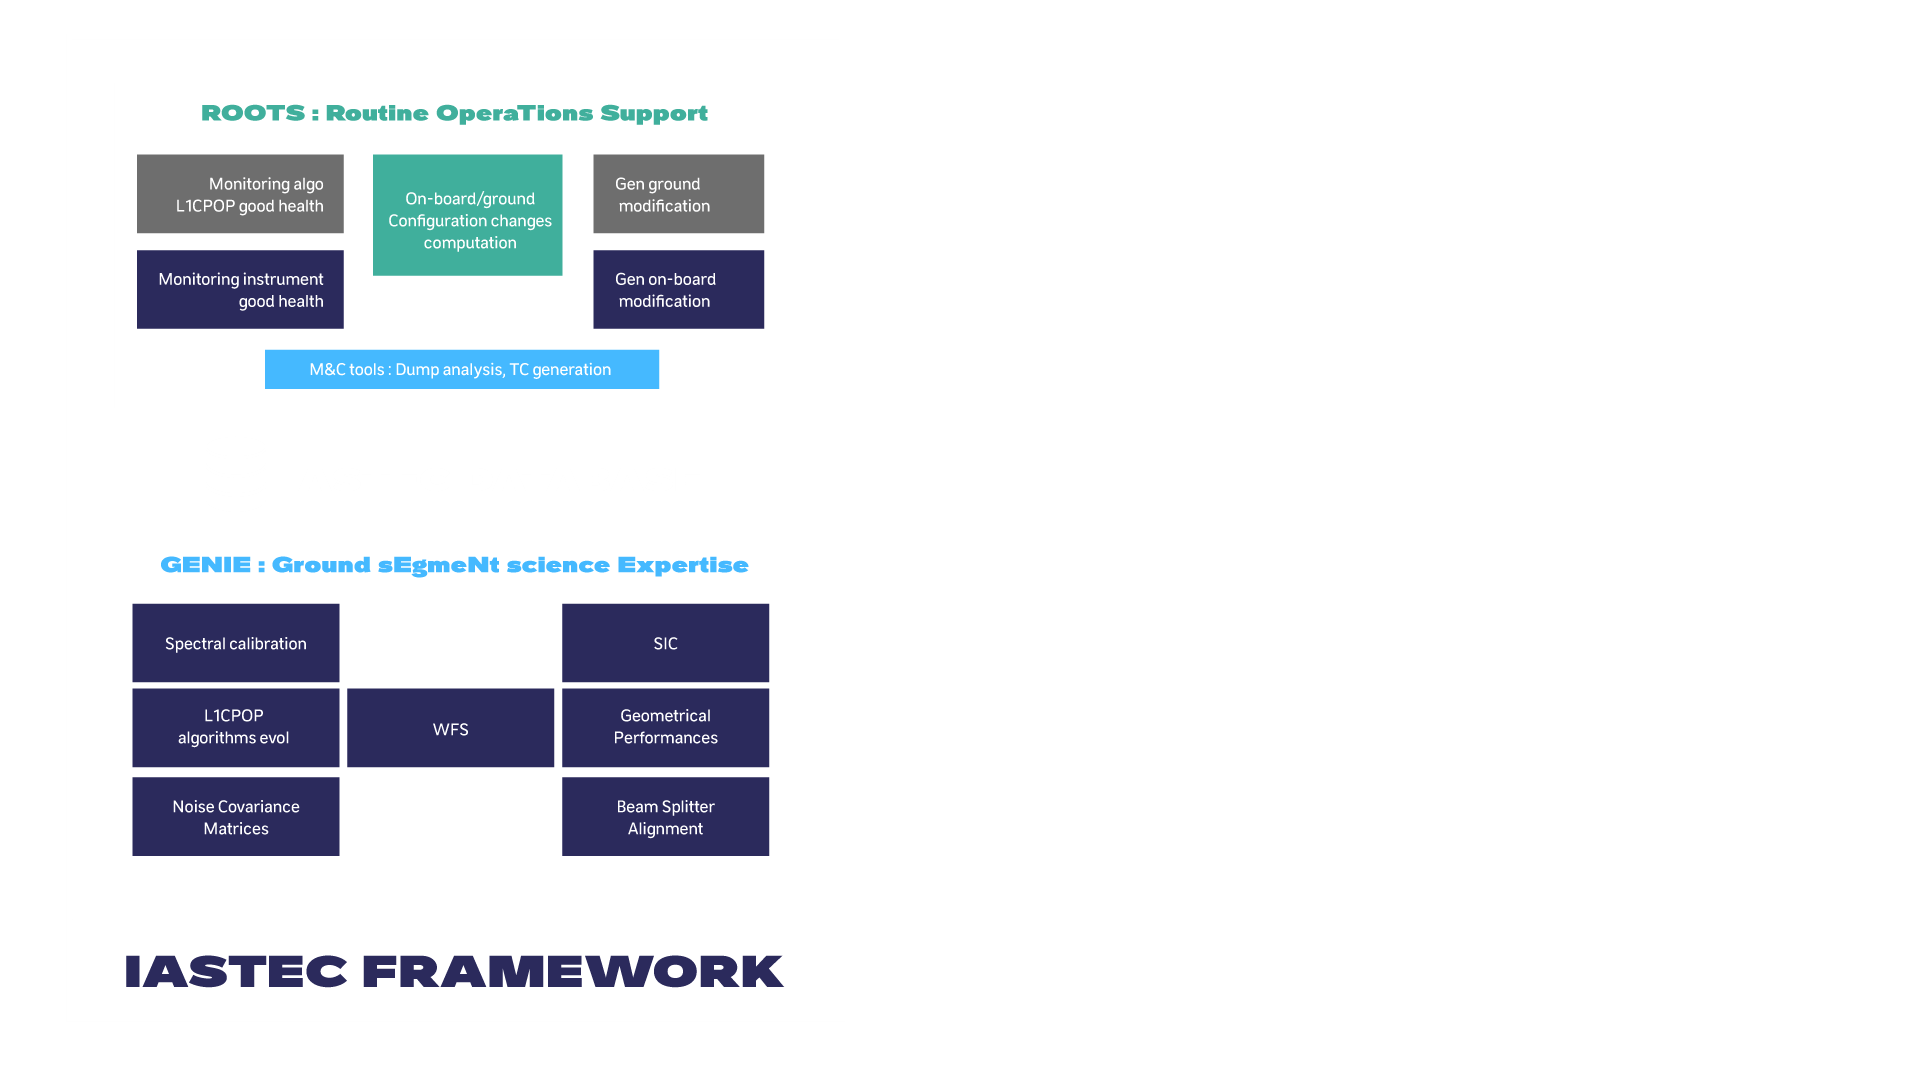 ROOTS : Routine OperaTions Support
Monitoring algo
L1CPOP good health
On-board/ground
Configuration changes
computation
Gen ground
modification
Monitoring instrument
good health
Gen on-board
modification
M&C tools : Dump analysis, TC generation
GENIE : Ground sEgmeNt science Expertise
Spectral calibration
SIC
L1CPOP
algorithms evol
WFS
Geometrical
Performances
Noise Covariance
Matrices
Beam Splitter
Alignment
IASTEC FRAMEWORK